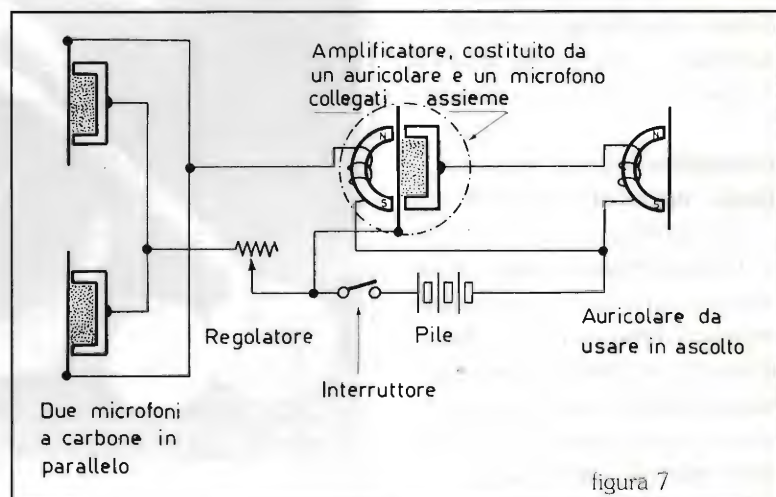 Amplificatore, costituito da
un auricolare e un microfono
collegati assieme
N
S
N
S
Regolatore
Pile
Auricolare da
usare in ascolto
Interruttore
Due microfoni
a carbone in
parallelo
figura 7